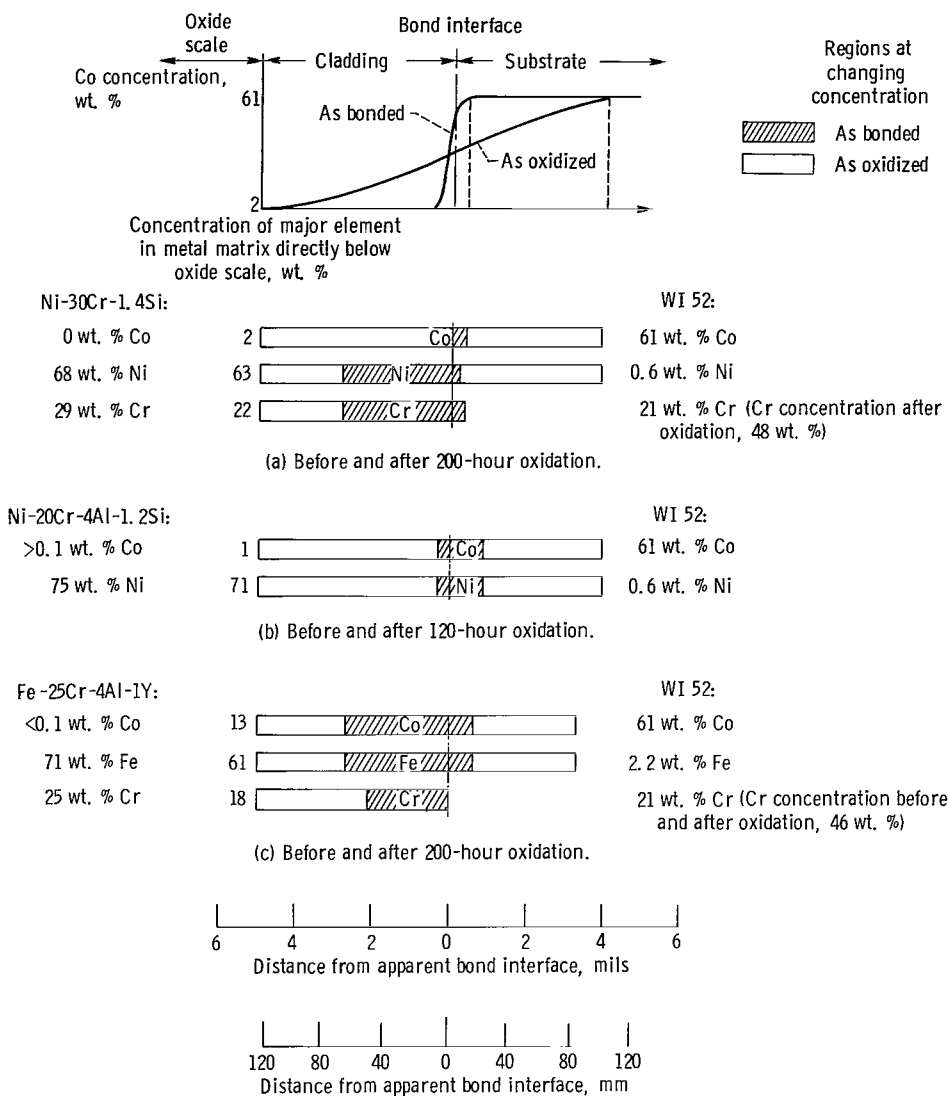 Oxide scale
Bond interface
Cladding
Substrate
Co concentration, wt. %
61
As bonded
As oxidized
2
Regions at
changing
concentration
As bonded
As oxidized
Concentration of major element
in metal matrix directly below
oxide scale, wt. %
Ni-30Cr-1.4Si:
WI 52:
0 wt. % Co
2
Co
61 wt. % Co
68 wt. % Ni
63
Ni
0.6 wt. % Ni
29 wt. % Cr
22
Cr
21 wt. % Cr (Cr concentration after
oxidation, 48 wt. %)
(a) Before and after 200-hour oxidation.
Ni-20Cr-4Al-1.2Si:
WI 52:
>0.1 wt. % Co
1
Co
61 wt. % Co
75 wt. % Ni
71
Ni
0.6 wt. % Ni
(b) Before and after 120-hour oxidation.
Fe-25Cr-4Al-1Y:
WI 52:
<0.1 wt. % Co
13
Co
61 wt. % Co
71 wt. % Fe
61
Fe
2.2 wt. % Fe
25 wt. % Cr
18
Cr
21 wt. % Cr (Cr concentration before
and after oxidation, 46 wt. %)
(c) Before and after 200-hour oxidation.
6 4 2 0 2 4 6
Distance from apparent bond interface, mils
120 80 40 0 40 80 120
Distance from apparent bond interface, mm